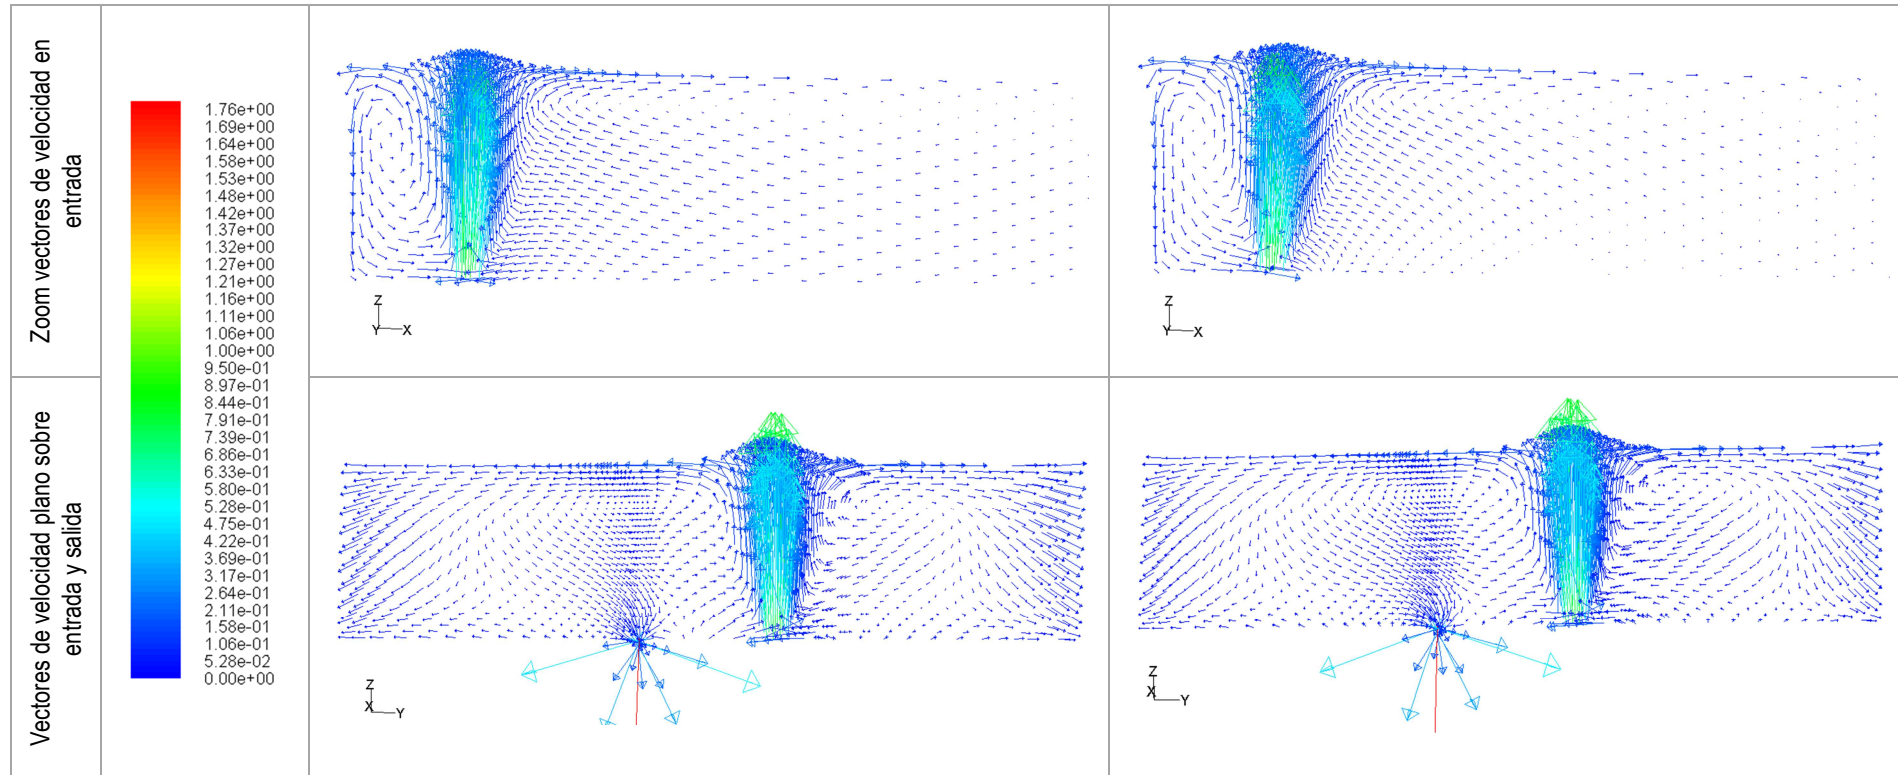 Zoom vectores de velocidad en
entrada
Vectores de velocidad plano sobre
entrada y salida
1.76e+00
1.69e+00
1.64e+00
1.58e+00
1.53e+00
1.48e+00
1.42e+00
1.37e+00
1.32e+00
1.27e+00
1.21e+00
1.16e+00
1.11e+00
1.06e+00
1.00e+00
9.50e-01
8.97e-01
8.44e-01
7.91e-01
7.39e-01
6.86e-01
6.33e-01
5.80e-01
5.28e-01
4.75e-01
4.22e-01
3.69e-01
3.17e-01
2.64e-01
2.11e-01
1.58e-01
1.06e-01
5.28e-02
0.00e+00
Z
Y X
Z
Y X
Z
X Y
Z
X Y